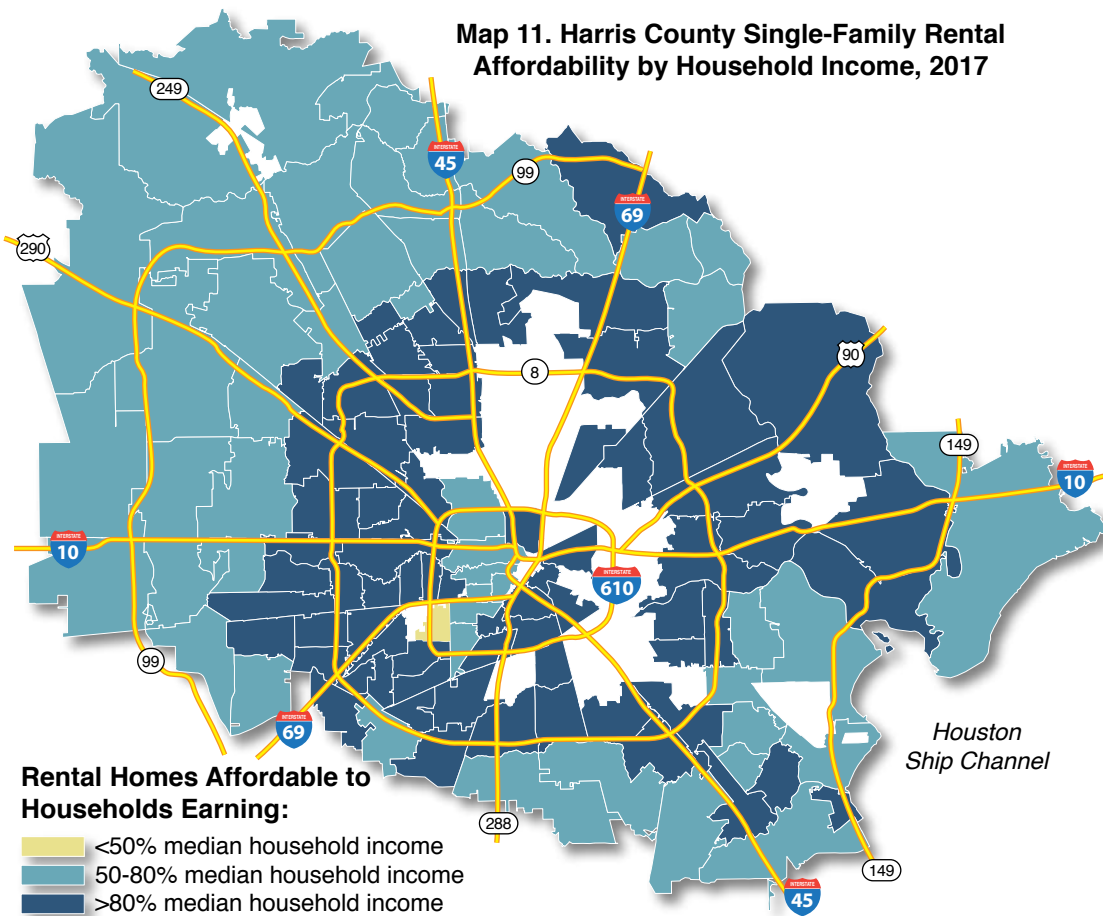 Map 11. Harris County Single-Family Rental
Affordability by Household Income, 2017
249
INTERSTATE
45
99
INTERSTATE
69
290
90
8
149
INTERSTATE
10
INTERSTATE
10
INTERSTATE
610
99
INTERSTATE
69
Houston
Ship Channel
Rental Homes Affordable to
Households Earning:
<50% median household income
50-80% median household income
>80% median household income
288
149
INTERSTATE
45